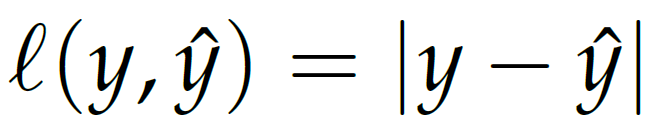 ℓ(y, ŷ) = |y − ŷ|